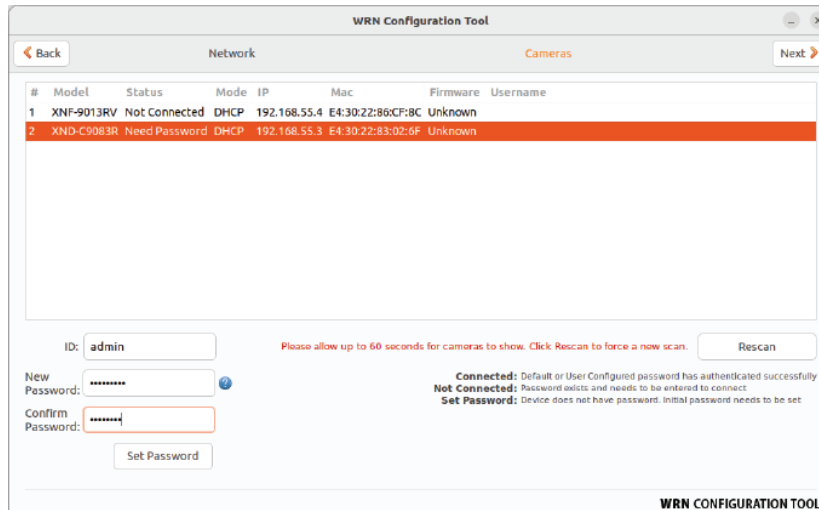 WRN Configuration Tool
Back Network Cameras Next
# Model Status Mode IP Mac Firmware Username
1 XNF-9013RV Not Connected DHCP 192.168.55.4 E4:30:22:86:CF:8C Unknown
2 XND-C9083R Need Password DHCP 192.168.55.3 E4:30:22:83:02:6F Unknown
ID: admin Please allow up to 60 seconds for cameras to show. Click Rescan to force a new scan. Rescan
New Password: ••••••••• ?
Connected: Default or User Configured password has authenticated successfully
Not Connected: Password exists and needs to be entered to connect
Set Password: Device does not have password. Initial password needs to be set
Confirm Password: ••••••••
Set Password
WRN CONFIGURATION TOOL